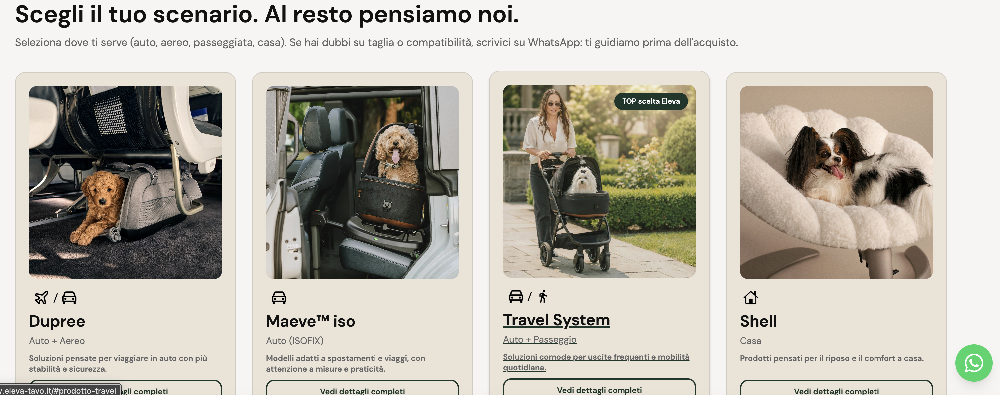 Scegli il tuo scenario. Al resto pensiamo noi.
Seleziona dove ti serve (auto, aereo, passeggiata, casa). Se hai dubbi su taglia o compatibilità, scrivici su WhatsApp: ti guidiamo prima dell'acquisto.
/
Dupree
Auto + Aereo
Soluzioni pensate per viaggiare in auto con più
stabilità e sicurezza.
agli completi
Maeve™ iso
Auto (ISOFIX)
Modelli adatti a spostamenti e viaggi, con
attenzione a misure e praticità.
Vedi dettagli completi
TOP scelta Eleva
/
Travel System
Auto + Passeggio
Soluzioni comode per uscite frequenti e mobilità
quotidiana.
Vedi dettagli completi
Shell
Casa
Prodotti pensati per il riposo e il comfort a casa.
Vedi dettagli completi
.eleva-tavo.it/#prodotto-travel